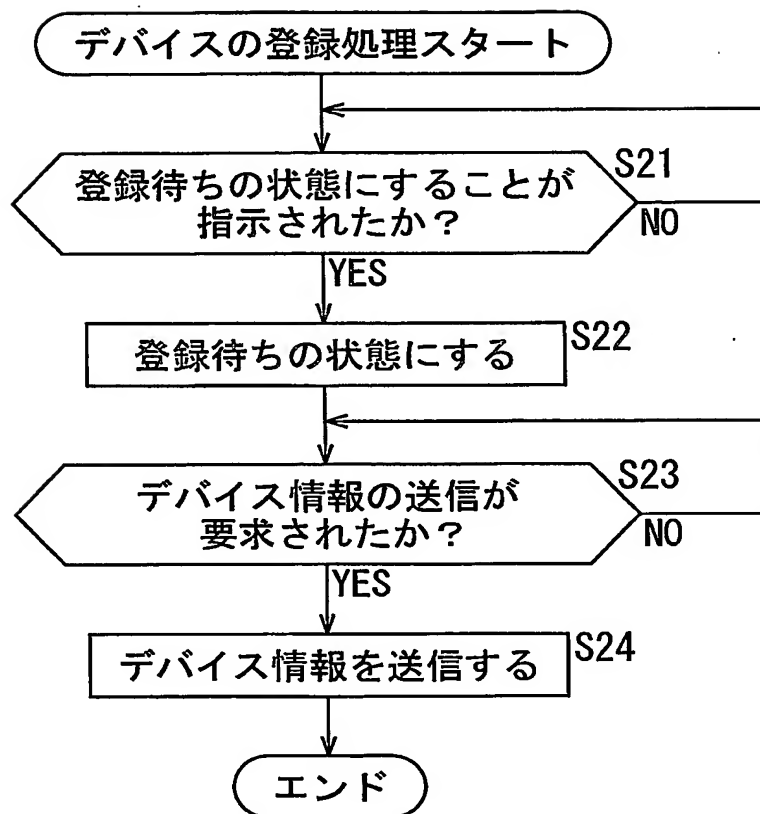 デバイスの登録処理スタート
登録待ちの状態にすることが
指示されたか?
S21
NO
YES
登録待ちの状態にする
S22
デバイス情報の送信が
要求されたか?
S23
NO
YES
デバイス情報を送信する
S24
エンド